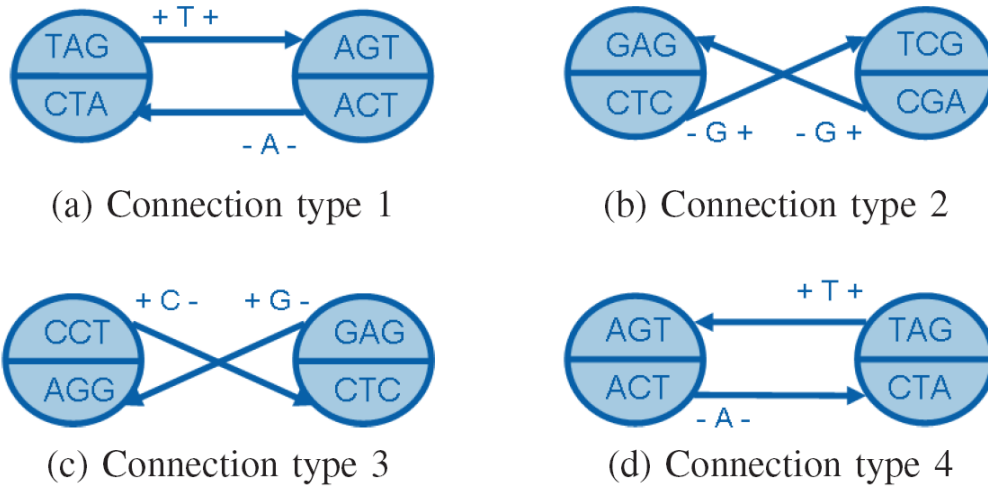 + T +
TAG AGT
CTA ACT
- A -
(a) Connection type 1
GAG TCG
CTC CGA
- G + - G +
(b) Connection type 2
+ C - + G -
CCT GAG
AGG CTC
(c) Connection type 3
+ T +
AGT TAG
ACT CTA
- A -
(d) Connection type 4